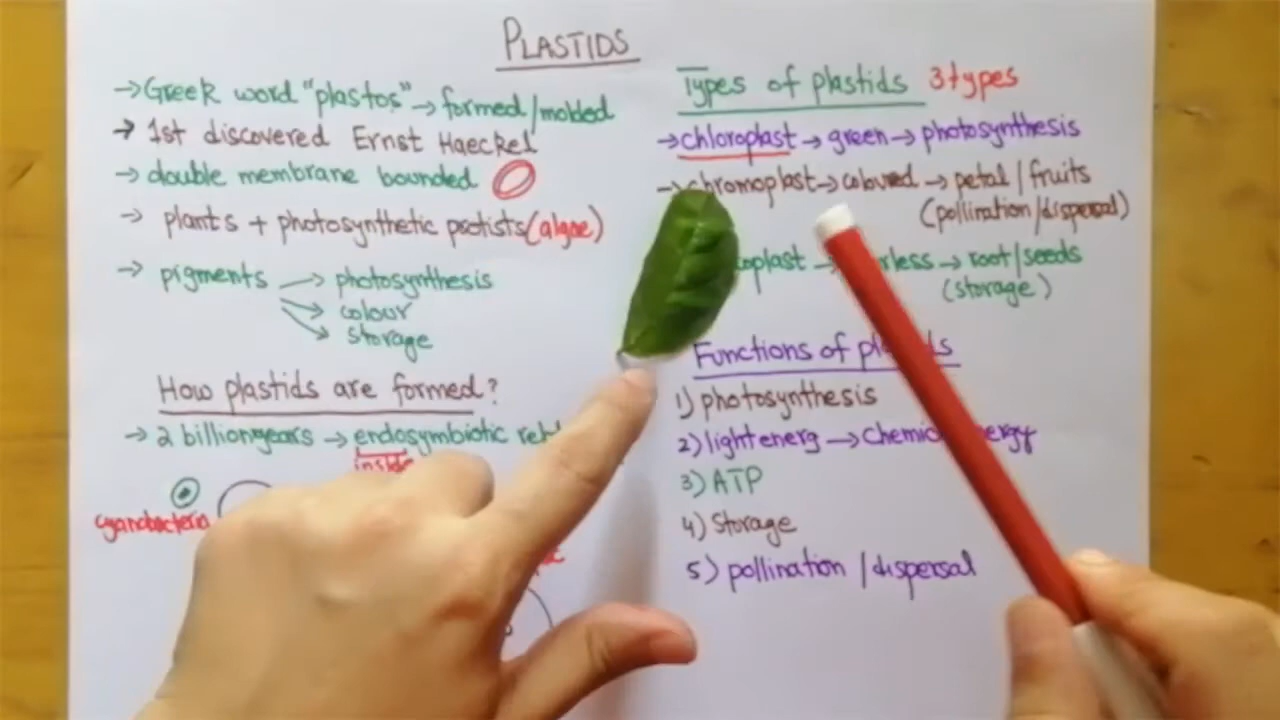 PLASTIDS
→ Greek word "plastos" → formed/molded
→ 1st discovered Ernst Haeckel
→ double membrane bounded
→ plants + photosynthetic protists (algae)
→ pigments → photosynthesis
→ colour
→ storage
How plastids are formed?
→ 2 billion years → endosymbiotic
inside
cyanobacteria
Types of plastids 3 types
→ chloroplast → green → photosynthesis
→ chromoplast → coloured → petal / fruits
(pollination/dispersal)
→ root/seeds
(storage)
Functions of
1) photosynthesis
2) light energ → chemic
3) ATP
4) Storage
5) pollination / dispersal